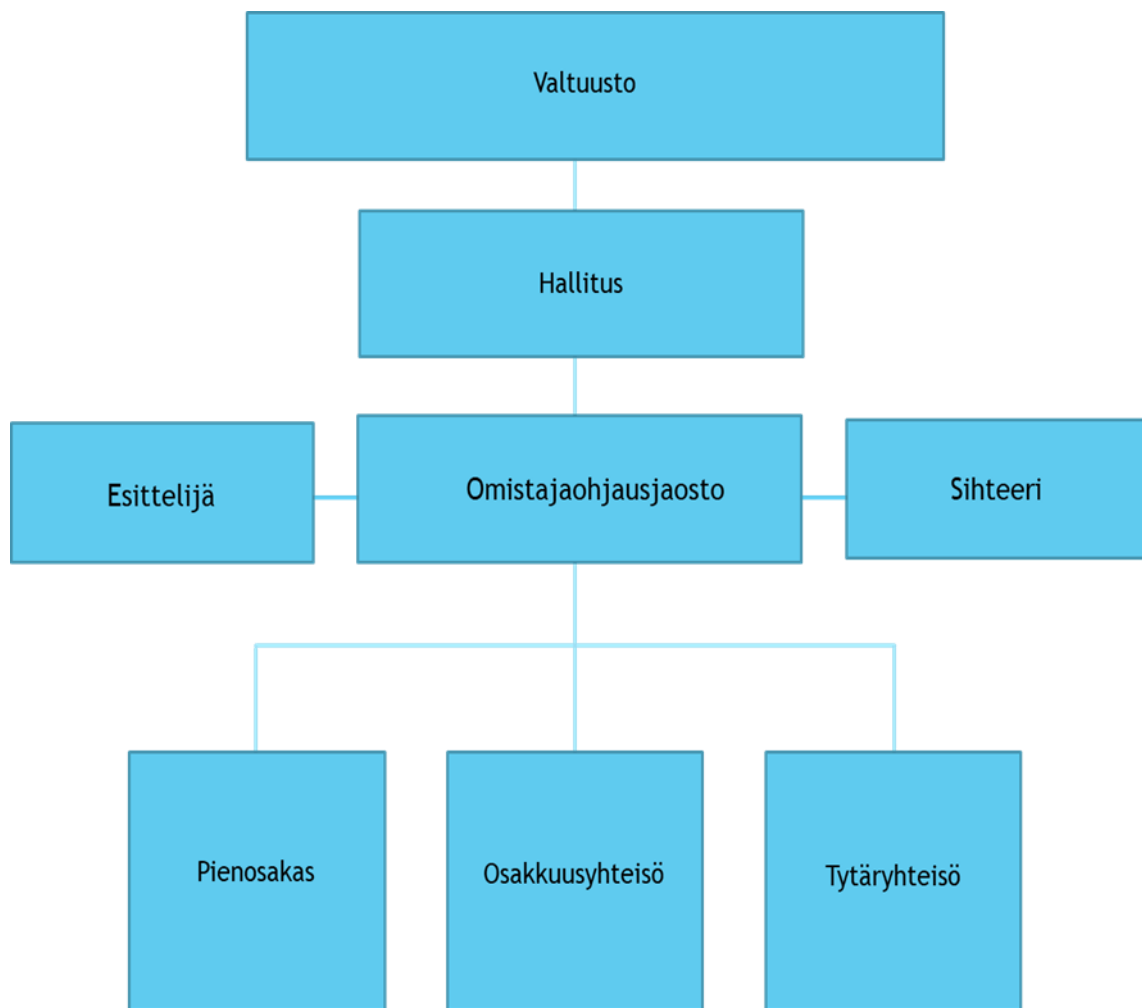 Valtuusto
Hallitus
Esittelijä
Omistajaohjausjaosto
Sihteeri
Pienosakas
Osakkuusyhteisö
Tytäryhteisö